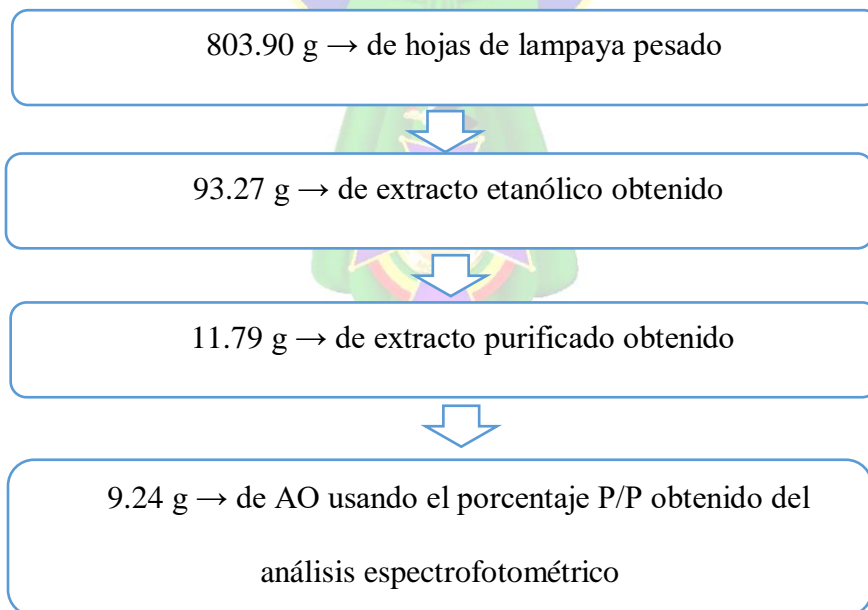 803.90 g → de hojas de lampaya pesado
93.27 g → de extracto etanólico obtenido
11.79 g → de extracto purificado obtenido
9.24 g → de AO usando el porcentaje P/P obtenido del
análisis espectrofotométrico